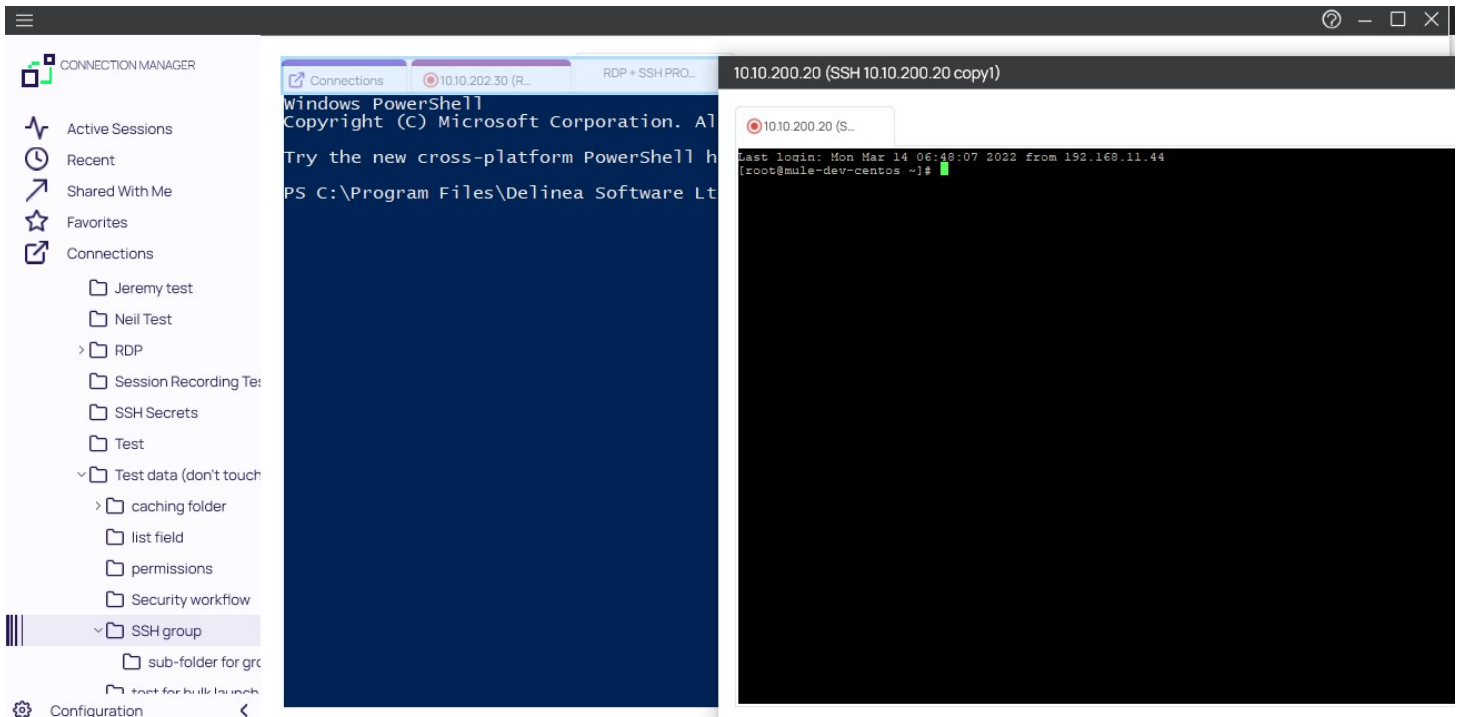 CONNECTION MANAGER
Active Sessions
Recent
Shared With Me
Favorites
Connections
Jeremy test
Neil Test
RDP
Session Recording Tes
SSH Secrets
Test
Test data (don't touch
caching folder
list field
permissions
Security workflow
SSH group
sub-folder for gro
test for bulk launch
Configuration
Connections
10.10.202.30 (R...
RDP + SSH PRO...
Windows PowerShell
Copyright (C) Microsoft Corporation. Al
Try the new cross-platform PowerShell h
PS C:\Program Files\Delinea Software Lt
10.10.200.20 (SSH 10.10.200.20 copy1)
10.10.200.20 (S...
Last login: Mon Mar 14 06:48:07 2022 from 192.168.11.44
[root@mule-dev-centos ~]#